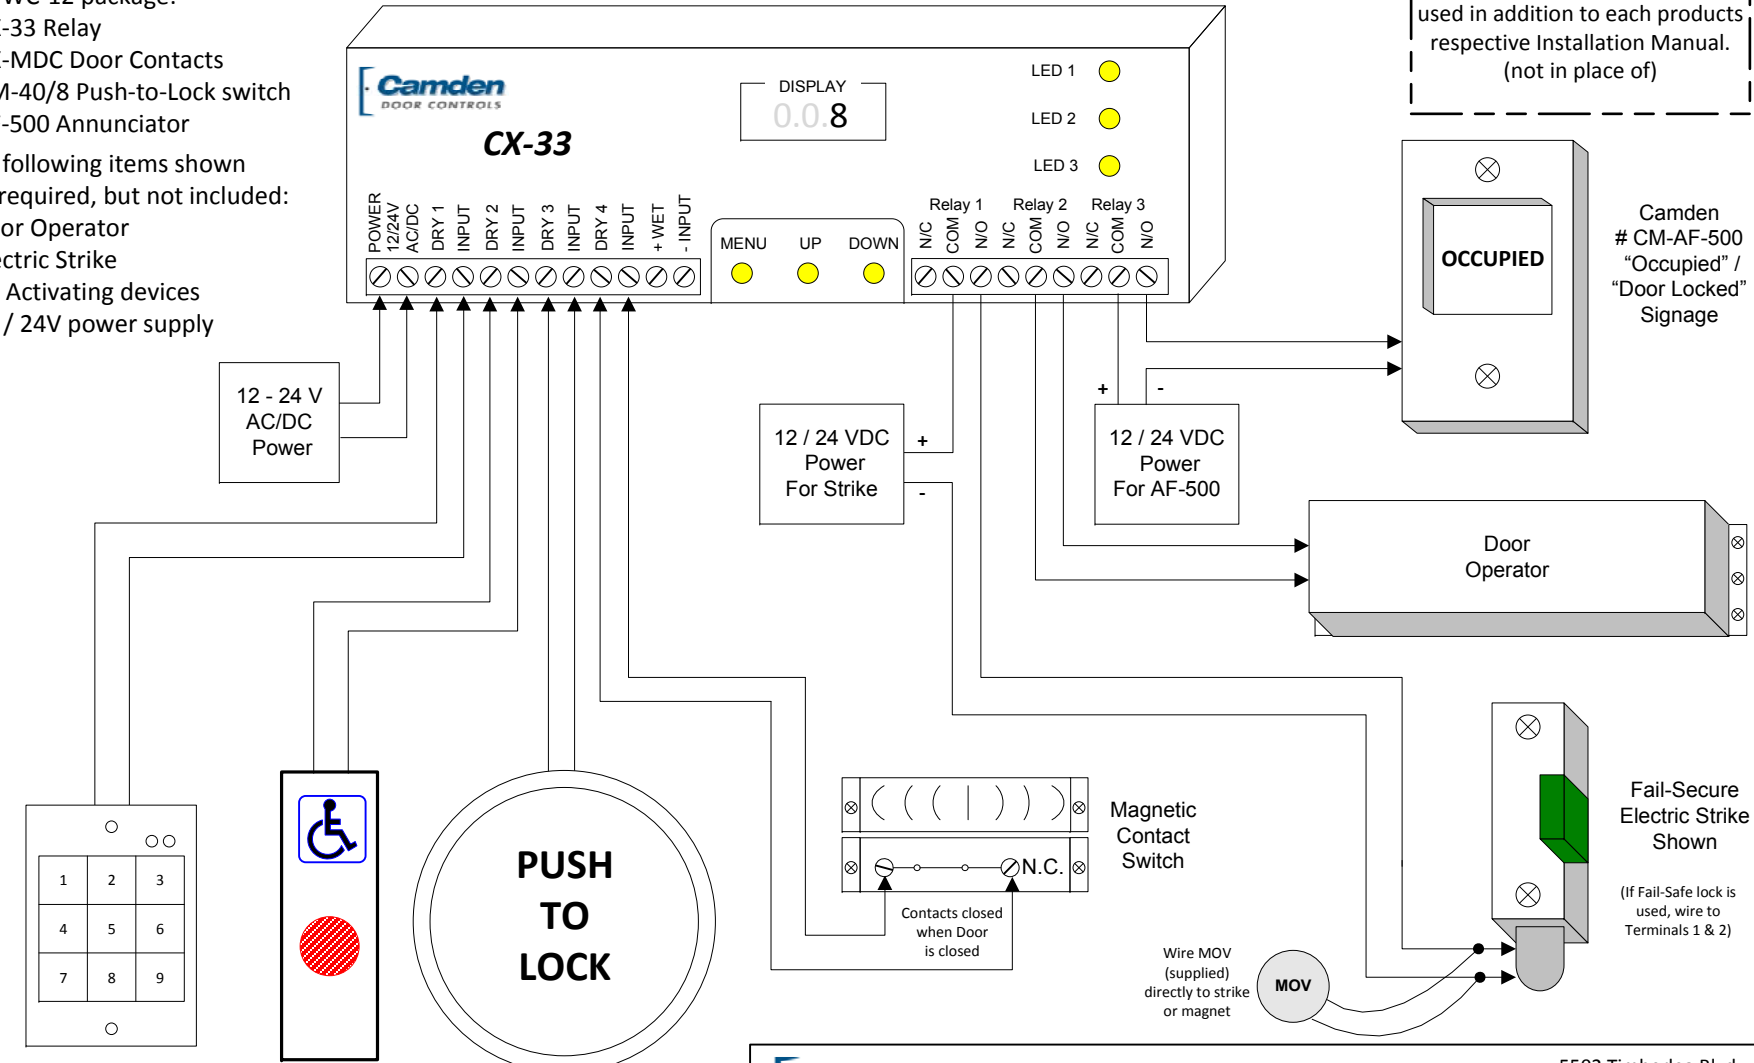 WC-12 package:
-33 Relay
-MDC Door Contacts
-40/8 Push-to-Lock switch
-500 Annunciator
following items shown
required, but not included:
or Operator
ectric Strike
Activating devices
/ 24V power supply
Camden
DOOR CONTROLS
CX-33
DISPLAY
0.0.8
LED 1
LED 2
LED 3
POWER
12/24V
AC/DC
DRY 1
INPUT
DRY 2
INPUT
DRY 3
INPUT
DRY 4
INPUT
+ WET
- INPUT
MENU UP DOWN
Relay 1 Relay 2 Relay 3
N/C
COM
N/O
N/C
COM
N/O
N/C
COM
N/O
used in addition to each products
respective Installation Manual.
(not in place of)
OCCUPIED
Camden
# CM-AF-500
“Occupied” /
“Door Locked”
Signage
12 - 24 V
AC/DC
Power
12 / 24 VDC
Power
For Strike
+
-
+ -
12 / 24 VDC
Power
For AF-500
Door
Operator
1 2 3
4 5 6
7 8 9
PUSH
TO
LOCK
N.C.
Magnetic
Contact
Switch
Contacts closed
when Door
is closed
Wire MOV
(supplied)
directly to strike
or magnet
MOV
Fail-Secure
Electric Strike
Shown
(If Fail-Safe lock is
used, wire to
Terminals 1 & 2)